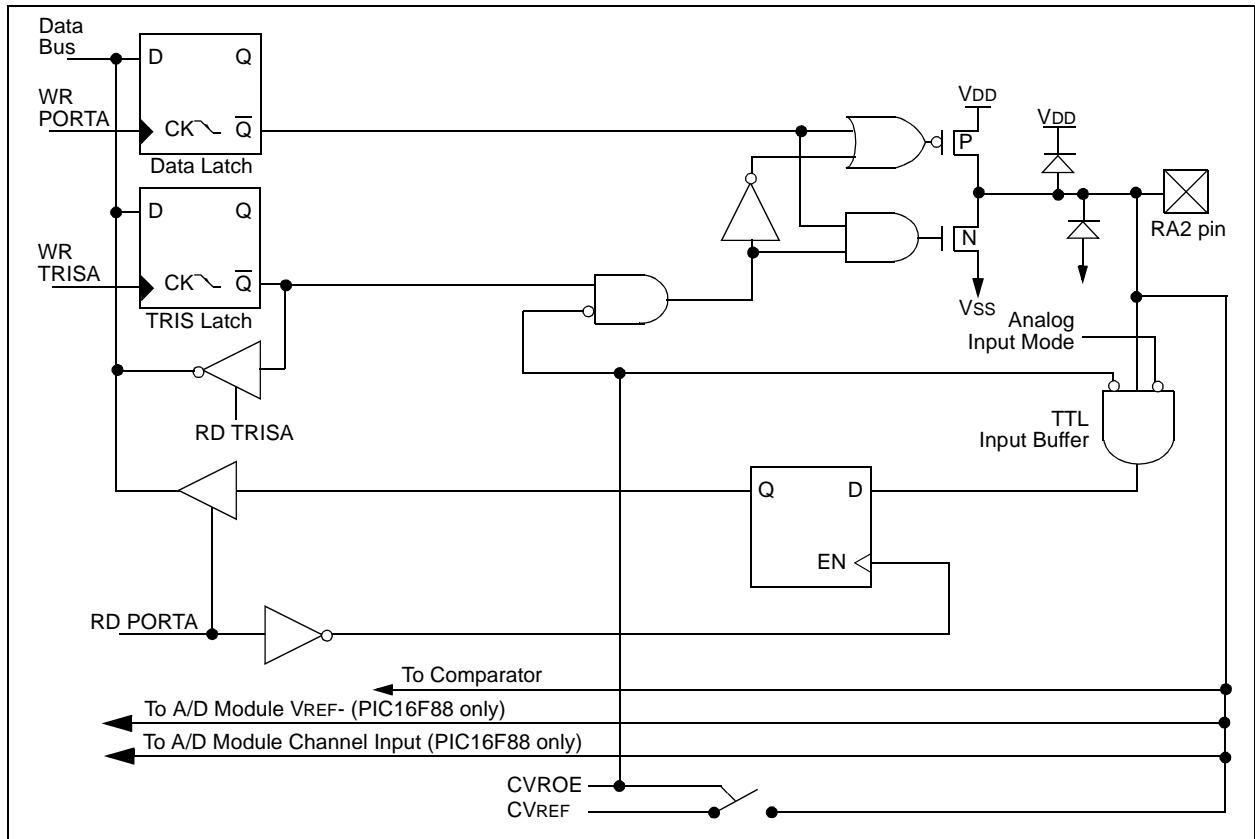 Data
Bus
D Q
WR
PORTA
CK Q̅
Data Latch
D Q
WR
TRISA
CK Q̅
TRIS Latch
RD TRISA
VDD
P
VDD
N
VSS
RA2 pin
Analog
Input Mode
TTL
Input Buffer
Q D
EN
RD PORTA
To Comparator
To A/D Module VREF- (PIC16F88 only)
To A/D Module Channel Input (PIC16F88 only)
CVROE
CVREF